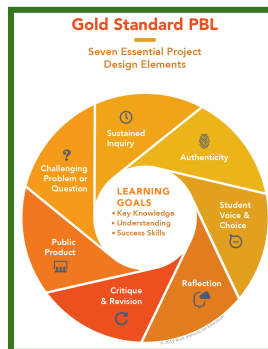 Gold Standard PBL
Seven Essential Project
Design Elements
Sustained
Inquiry
Authenticity
Student
Voice &
Choice
Reflection
Critique
& Revision
Public
Product
Challenging
Problem or
Question
?
LEARNING
GOALS
• Key Knowledge
• Understanding
• Success Skills